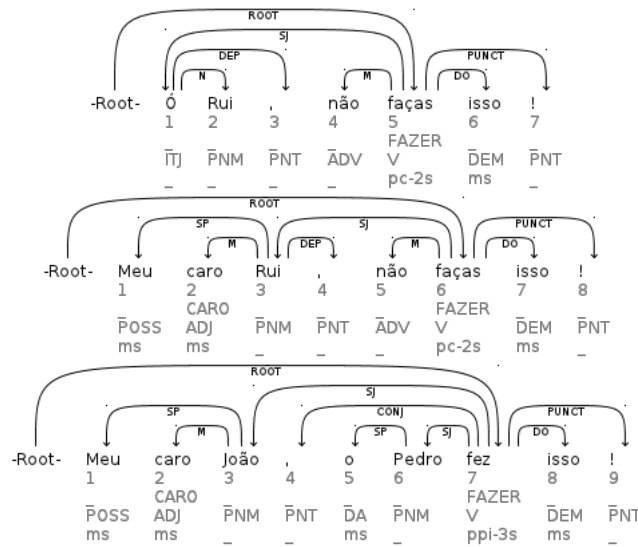 ROOT
SJ
DEP PUNCT
N M DO
-Root- Ó Rui , não faças isso !
1 2 3 4 5 6 7
_ _ _ _ FAZER _ _
ITJ PNM PNT ADV V DEM PNT
_ _ _ _ pc-2s ms _
ROOT
SP SJ PUNCT
M DEP M DO
-Root- Meu caro Rui , não faças isso !
1 2 3 4 5 6 7 8
_ CARO _ _ _ FAZER _ _
POSS ADJ PNM PNT ADV V DEM PNT
ms ms _ _ _ pc-2s ms _
ROOT
SJ
SP CONJ PUNCT
M SP SJ DO
-Root- Meu caro João , o Pedro fez isso !
1 2 3 4 5 6 7 8 9
_ CARO _ _ _ _ FAZER _ _
POSS ADJ PNM PNT DA PNM V DEM PNT
ms ms _ _ ms _ ppi-3s ms _